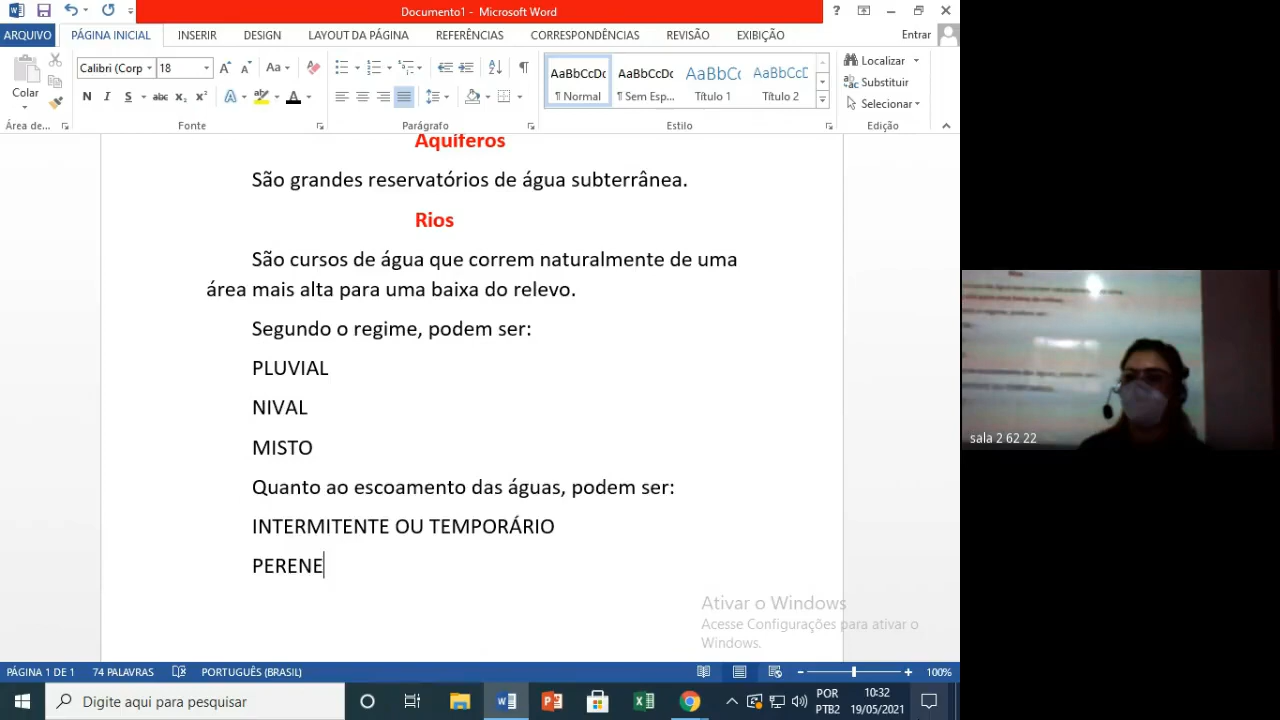 Documento1 - Microsoft Word
ARQUIVO PÁGINA INICIAL INSERIR DESIGN LAYOUT DA PÁGINA REFERÊNCIAS CORRESPONDÊNCIAS REVISÃO EXIBIÇÃO Entrar
Colar
Calibri (Corp 18
AaBbCcDc AaBbCcDc AaBbC AaBbCcD
¶ Normal ¶ Sem Esp... Título 1 Título 2
Localizar
Substituir
Selecionar
Área de... Fonte Parágrafo Estilo Edição
Aquíferos
São grandes reservatórios de água subterrânea.
Rios
São cursos de água que correm naturalmente de uma
área mais alta para uma baixa do relevo.
Segundo o regime, podem ser:
PLUVIAL
NIVAL
MISTO
Quanto ao escoamento das águas, podem ser:
INTERMITENTE OU TEMPORÁRIO
PERENE
Ativar o Windows
Acesse Configurações para ativar o
Windows.
sala 2 62 22
PÁGINA 1 DE 1 74 PALAVRAS PORTUGUÊS (BRASIL) 100%
Digite aqui para pesquisar
POR
PTB2
10:32
19/05/2021